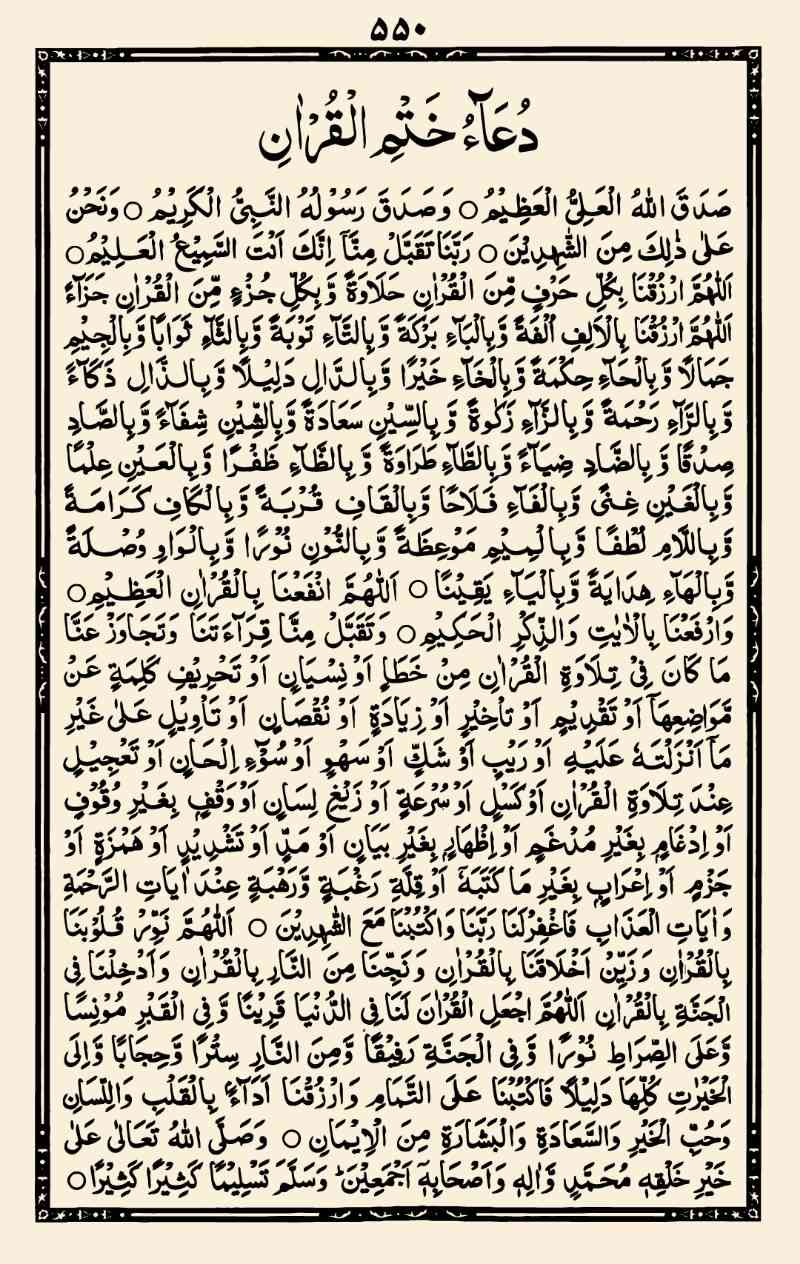 ۵۵۰
دُعَآءُ خَتْمِ الْقُرْاٰنِ
صَدَقَ اللهُ الْعَلِيُّ الْعَظِيْمُ ○ وَصَدَقَ رَسُوْلُهُ النَّبِيُّ الْكَرِيْمُ ○ وَنَحْنُ
عَلٰى ذٰلِكَ مِنَ الشّٰهِدِيْنَ ○ رَبَّنَا تَقَبَّلْ مِنَّآ اِنَّكَ اَنْتَ السَّمِيْعُ الْعَلِيْمُ ○
اَللّٰهُمَّ ارْزُقْنَا بِكُلِّ حَرْفٍ مِّنَ الْقُرْاٰنِ حَلَاوَةً وَّبِكُلِّ جُزْءٍ مِّنَ الْقُرْاٰنِ جَزَآءً
اَللّٰهُمَّ ارْزُقْنَا بِالْاَلِفِ اُلْفَةً وَّبِالْبَآءِ بَرَكَةً وَّبِالتَّآءِ تَوْبَةً وَّبِالثَّآءِ ثَوَابًا وَّبِالْجِيْمِ
جَمَالًا وَّبِالْحَآءِ حِكْمَةً وَّبِالْخَآءِ خَيْرًا وَّبِالدَّالِ دَلِيْلًا وَّبِالذَّالِ ذَكَآءً
وَّبِالرَّآءِ رَحْمَةً وَّبِالزَّآءِ زَكٰوةً وَّبِالسِّيْنِ سَعَادَةً وَّبِالشِّيْنِ شِفَآءً وَّبِالصَّادِ
صِدْقًا وَّبِالضَّادِ ضِيَآءً وَّبِالطَّآءِ طَرَاوَةً وَّبِالظَّآءِ ظَفْرًا وَّبِالْعَيْنِ عِلْمًا
وَّبِالْغَيْنِ غِنًى وَّبِالْفَآءِ فَلَاحًا وَّبِالْقَافِ قُرْبَةً وَّبِالْكَافِ كَرَامَةً
وَّبِاللَّامِ لُطْفًا وَّبِالْمِيْمِ مَوْعِظَةً وَّبِالنُّوْنِ نُوْرًا وَّبِالْوَاوِ وُصْلَةً
وَّبِالْهَآءِ هِدَايَةً وَّبِالْيَآءِ يَقِيْنًا ○ اَللّٰهُمَّ انْفَعْنَا بِالْقُرْاٰنِ الْعَظِيْمِ ○
وَارْفَعْنَا بِالْاٰيٰتِ وَالذِّكْرِ الْحَكِيْمِ ○ وَتَقَبَّلْ مِنَّا قِرَآءَتَنَا وَتَجَاوَزْ عَنَّا
مَا كَانَ فِيْ تِلَاوَةِ الْقُرْاٰنِ مِنْ خَطَاٍ اَوْ نِسْيَانٍ اَوْ تَحْرِيْفِ كَلِمَةٍ عَنْ
مَّوَاضِعِهَآ اَوْ تَقْدِيْمٍ اَوْ تَاْخِيْرٍ اَوْ زِيَادَةٍ اَوْ نُقْصَانٍ اَوْ تَاْوِيْلٍ عَلٰى غَيْرِ
مَآ اَنْزَلْتَهٗ عَلَيْهِ اَوْ رَيْبٍ اَوْ شَكٍّ اَوْ سَهْوٍ اَوْ سُوْٓءِ اِلْحَانٍ اَوْ تَعْجِيْلٍ
عِنْدَ تِلَاوَةِ الْقُرْاٰنِ اَوْ كَسَلٍ اَوْ سُرْعَةٍ اَوْ زَيْغِ لِسَانٍ اَوْ وَقْفٍ بِغَيْرِ وُقُوْفٍ
اَوْ اِدْغَامٍ بِغَيْرِ مُدْغَمٍ اَوْ اِظْهَارٍ بِغَيْرِ بَيَانٍ اَوْ مَدٍّ اَوْ تَشْدِيْدٍ اَوْ هَمْزَةٍ اَوْ
جَزْمٍ اَوْ اِعْرَابٍ بِغَيْرِ مَا كَتَبَهٗ اَوْ قِلَّةِ رَغْبَةٍ وَّرَهْبَةٍ عِنْدَ اٰيَاتِ الرَّحْمَةِ
وَاٰيَاتِ الْعَذَابِ فَاغْفِرْلَنَا رَبَّنَا وَاكْتُبْنَا مَعَ الشّٰهِدِيْنَ ○ اَللّٰهُمَّ نَوِّرْ قُلُوْبَنَا
بِالْقُرْاٰنِ وَزَيِّنْ اَخْلَاقَنَا بِالْقُرْاٰنِ وَنَجِّنَا مِنَ النَّارِ بِالْقُرْاٰنِ وَاَدْخِلْنَا فِى
الْجَنَّةِ بِالْقُرْاٰنِ اَللّٰهُمَّ اجْعَلِ الْقُرْاٰنَ لَنَا فِى الدُّنْيَا قَرِيْنًا وَّفِى الْقَبْرِ مُوْنِسًا
وَّعَلَى الصِّرَاطِ نُوْرًا وَّفِى الْجَنَّةِ رَفِيْقًا وَّمِنَ النَّارِ سِتْرًا وَّحِجَابًا وَّاِلَى
الْخَيْرٰتِ كُلِّهَا دَلِيْلًا فَاكْتُبْنَا عَلَى التَّمَامِ وَارْزُقْنَا اَدَآءً بِالْقَلْبِ وَاللِّسَانِ
وَحُبِّ الْخَيْرِ وَالسَّعَادَةِ وَالْبَشَارَةِ مِنَ الْاِيْمَانِ ○ وَصَلَّى اللهُ تَعَالٰى عَلٰى
خَيْرِ خَلْقِهٖ مُحَمَّدٍ وَّاٰلِهٖ وَاَصْحَابِهٖٓ اَجْمَعِيْنَ ؕ وَسَلَّمَ تَسْلِيْمًا كَثِيْرًا كَثِيْرًا ○